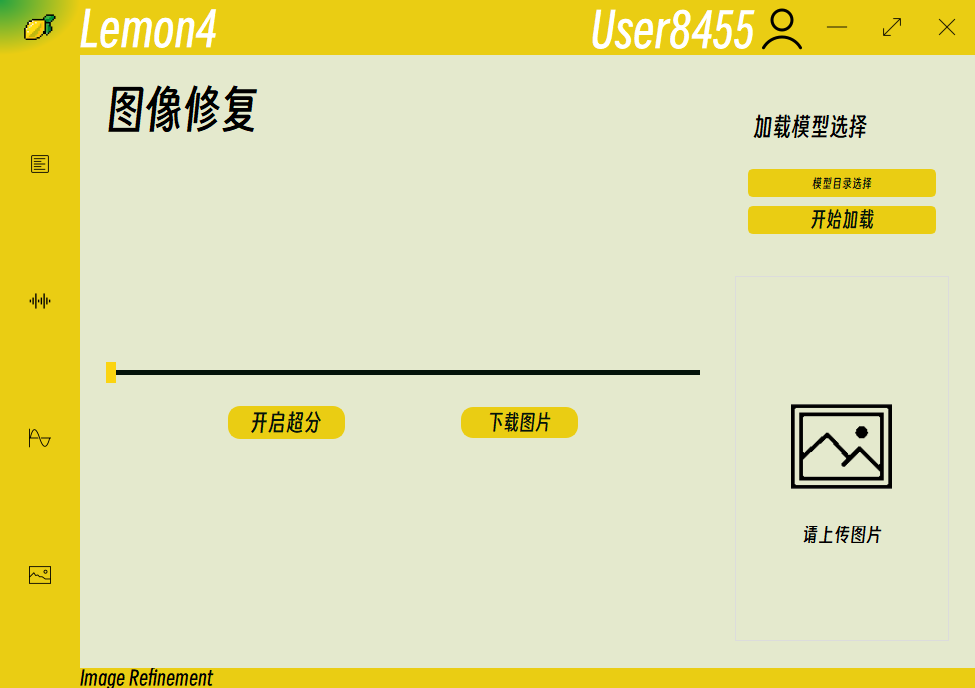 Lemon4
User8455
图像修复
加载模型选择
模型目录选择
开始加载
开启超分
下载图片
请上传图片
Image Refinement